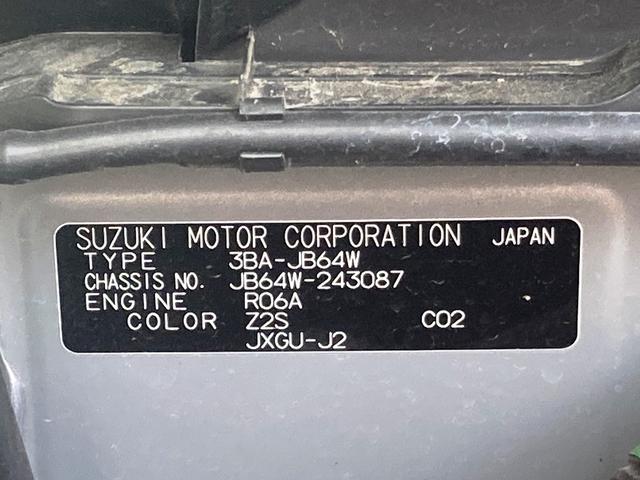 SUZUKI MOTOR CORPORATION JAPAN
TYPE 3BA-JB64W
CHASSIS NO. JB64W-243087
ENGINE R06A
COLOR Z2S C02
JXGU-J2